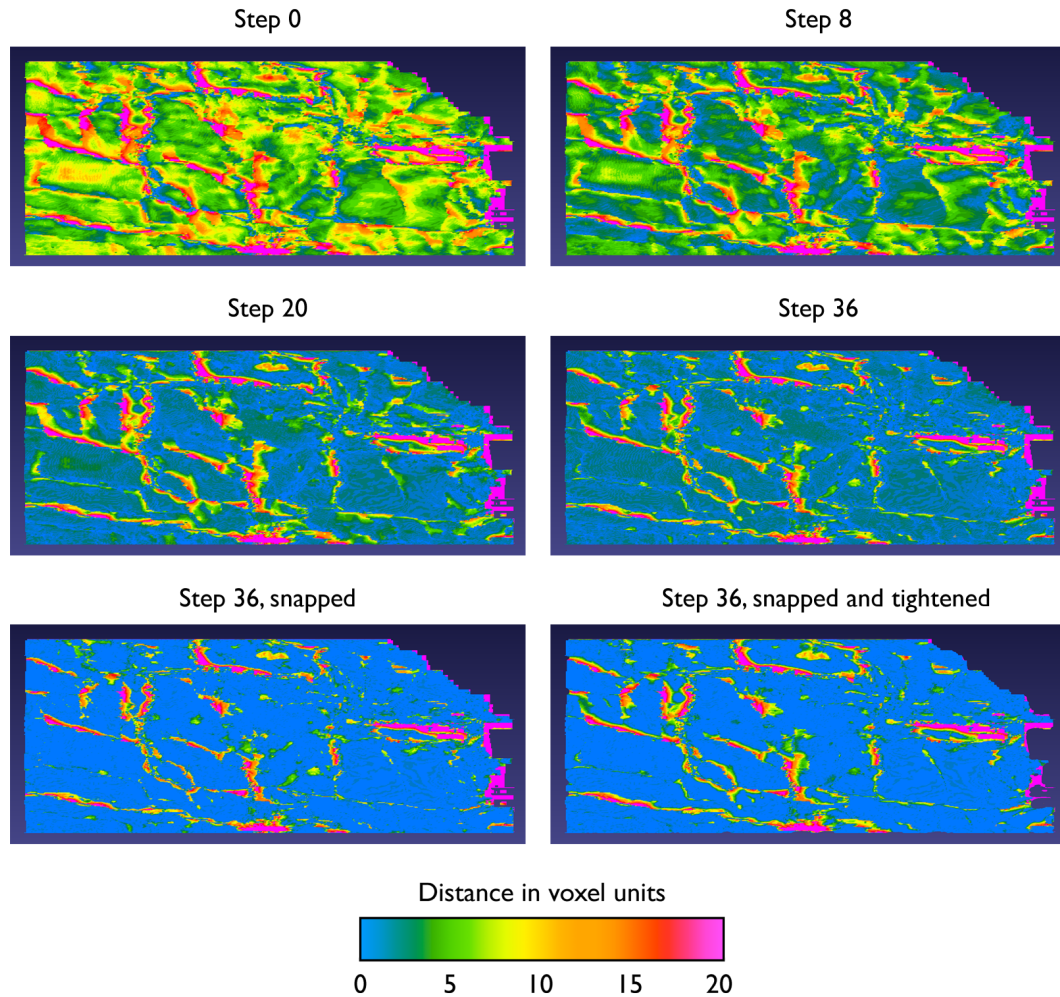 Step 0
Step 8
Step 20
Step 36
Step 36, snapped
Step 36, snapped and tightened
Distance in voxel units
0 5 10 15 20